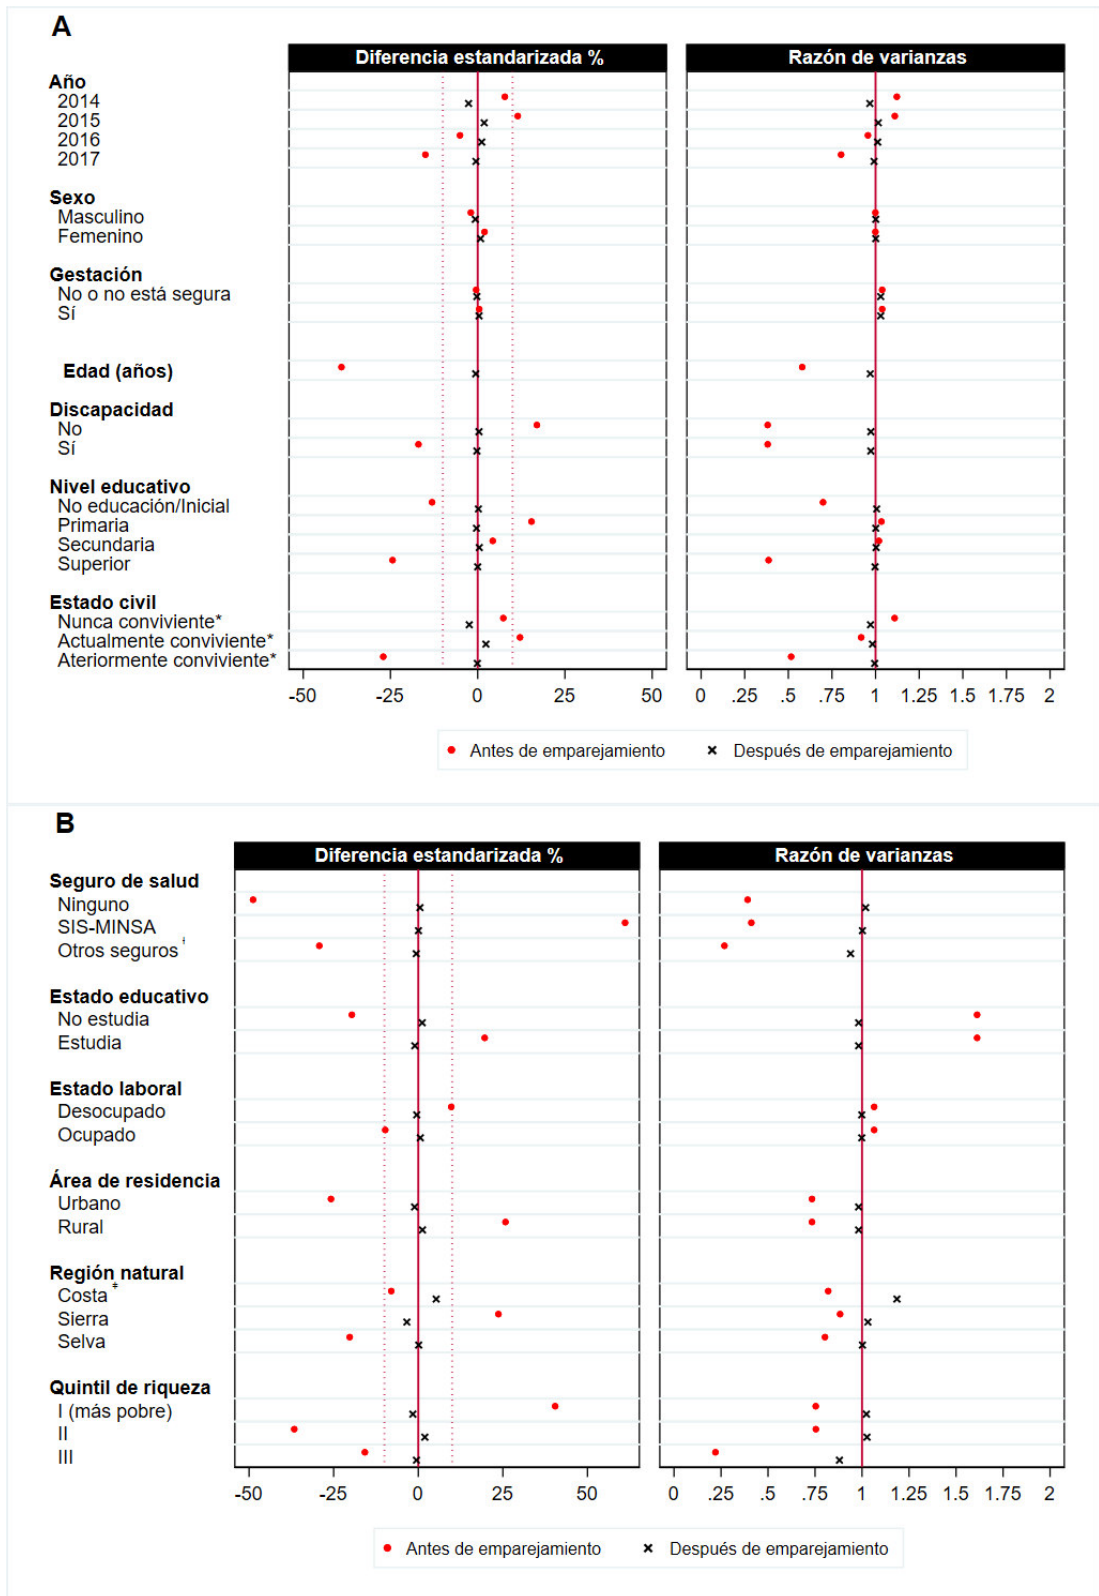 A
Diferencia estandarizada %
Razón de varianzas
Año
2014
2015
2016
2017
Sexo
Masculino
Femenino
Gestación
No o no está segura
Sí
Edad (años)
Discapacidad
No
Sí
Nivel educativo
No educación/Inicial
Primaria
Secundaria
Superior
Estado civil
Nunca conviviente*
Actualmente conviviente*
Ateriormente conviviente*
-50 -25 0 25 50
0 .25 .5 .75 1 1.25 1.5 1.75 2
Antes de emparejamiento Después de emparejamiento
B
Diferencia estandarizada %
Razón de varianzas
Seguro de salud
Ninguno
SIS-MINSA
Otros seguros
Estado educativo
No estudia
Estudia
Estado laboral
Desocupado
Ocupado
Área de residencia
Urbano
Rural
Región natural
Costa ǂ
Sierra
Selva
Quintil de riqueza
I (más pobre)
II
III
-50 -25 0 25 50
0 .25 .5 .75 1 1.25 1.5 1.75 2
Antes de emparejamiento Después de emparejamiento